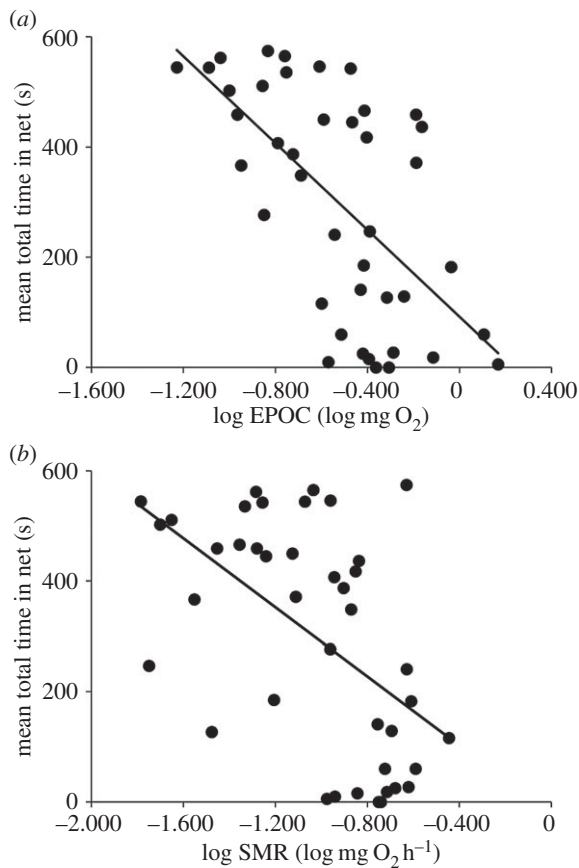 (a)
600
400
200
0
mean total time in net (s)
−1.600 −1.200 −0.800 −0.400 0 0.400
log EPOC (log mg O2)
(b)
600
400
200
0
mean total time in net (s)
−2.000 −1.600 −1.200 −0.800 −0.400 0
log SMR (log mg O2 h−1)